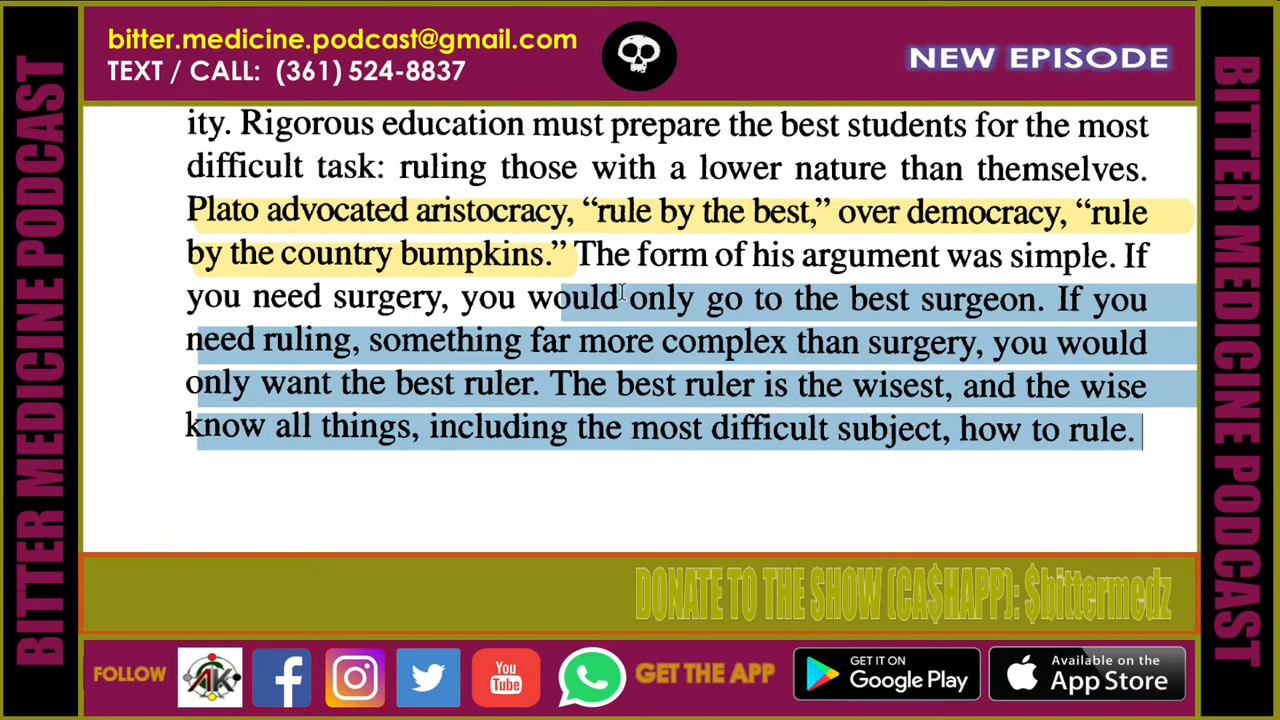 bitter.medicine.podcast@gmail.com
TEXT / CALL: (361) 524-8837
NEW EPISODE
BITTER MEDICINE PODCAST
ity. Rigorous education must prepare the best students for the most
difficult task: ruling those with a lower nature than themselves.
Plato advocated aristocracy, “rule by the best,” over democracy, “rule
by the country bumpkins.” The form of his argument was simple. If
you need surgery, you would only go to the best surgeon. If you
need ruling, something far more complex than surgery, you would
only want the best ruler. The best ruler is the wisest, and the wise
know all things, including the most difficult subject, how to rule.
BITTER MEDICINE PODCAST
DONATE TO THE SHOW (CA$HAPP): $bittermedz
FOLLOW
You
Tube
GET THE APP
GET IT ON
Google Play
Available on the
App Store